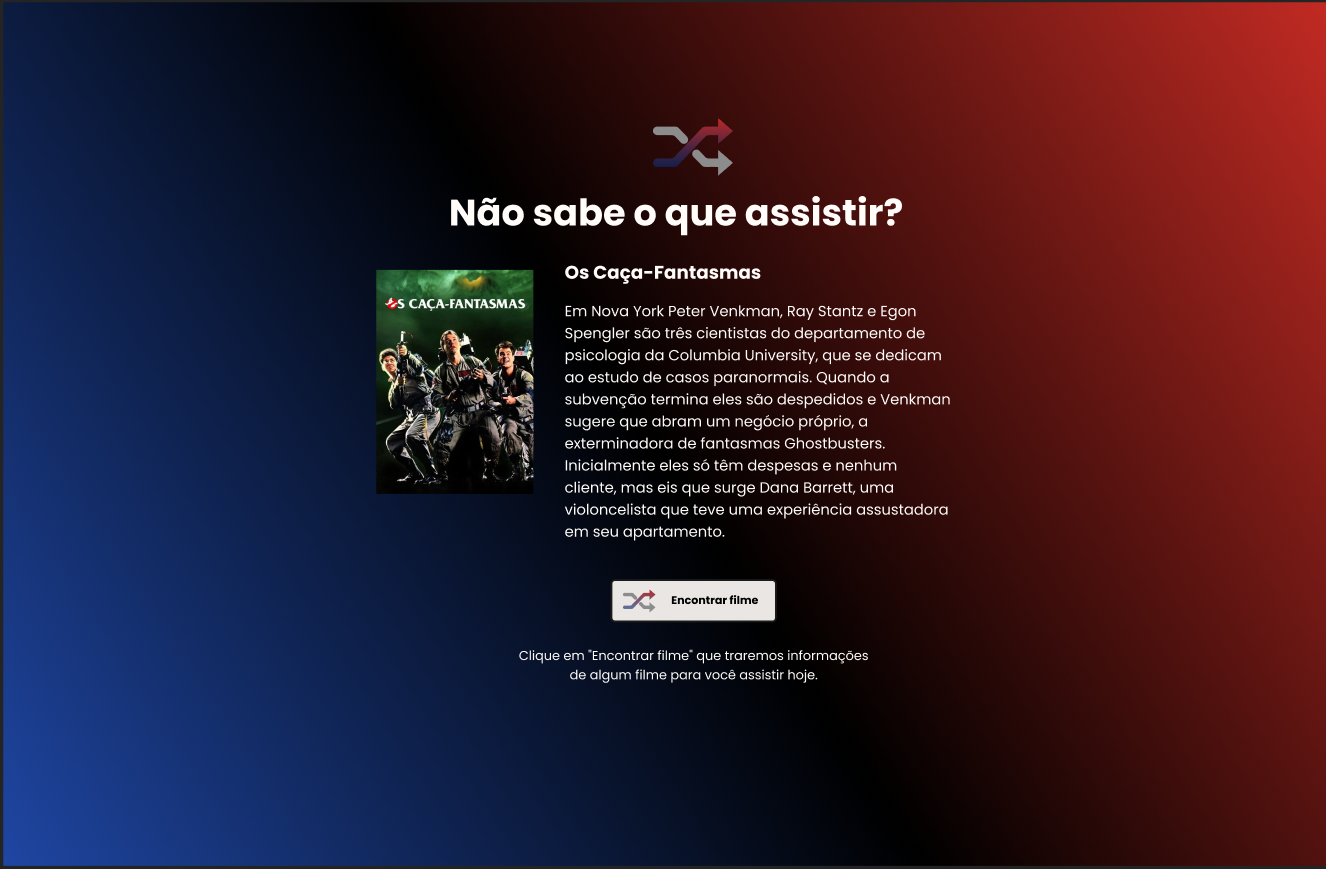 Não sabe o que assistir?
OS CAÇA-FANTASMAS
Os Caça-Fantasmas
Em Nova York Peter Venkman, Ray Stantz e Egon
Spengler são três cientistas do departamento de
psicologia da Columbia University, que se dedicam
ao estudo de casos paranormais. Quando a
subvenção termina eles são despedidos e Venkman
sugere que abram um negócio próprio, a
exterminadora de fantasmas Ghostbusters.
Inicialmente eles só têm despesas e nenhum
cliente, mas eis que surge Dana Barrett, uma
violoncelista que teve uma experiência assustadora
em seu apartamento.
Encontrar filme
Clique em "Encontrar filme" que traremos informações
de algum filme para você assistir hoje.